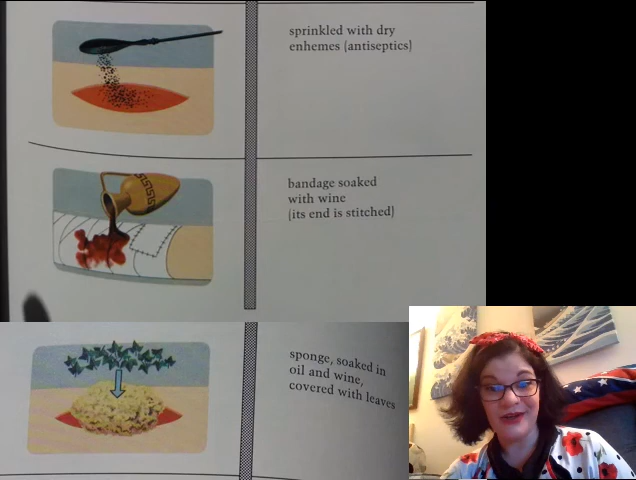 sprinkled with dry
enhemes (antiseptics)
bandage soaked
with wine
(its end is stitched)
sponge, soaked in
oil and wine,
covered with leaves